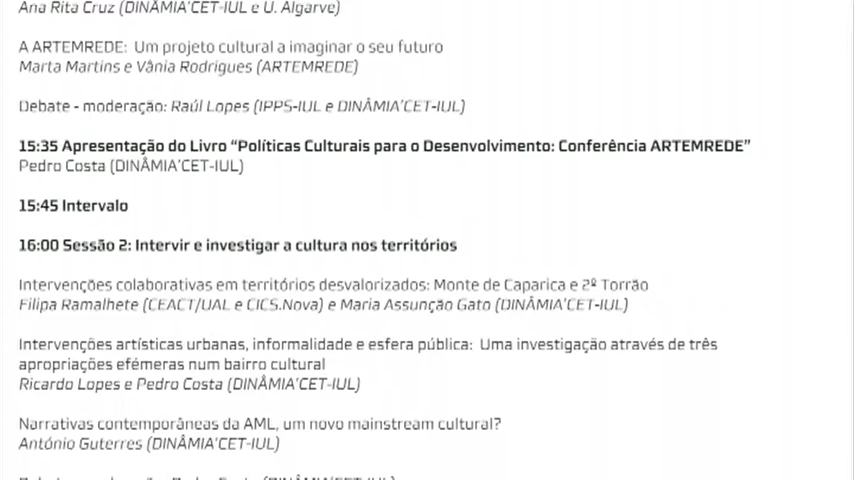 Ana Rita Cruz (DINÂMIA'CET-IUL e U. Algarve)
A ARTEMREDE: Um projeto cultural a imaginar o seu futuro
Marta Martins e Vânia Rodrigues (ARTEMREDE)
Debate - moderação: Raúl Lopes (IPPS-IUL e DINÂMIA'CET-IUL)
15:35 Apresentação do Livro “Políticas Culturais para o Desenvolvimento: Conferência ARTEMREDE”
Pedro Costa (DINÂMIA'CET-IUL)
15:45 Intervalo
16:00 Sessão 2: Intervir e investigar a cultura nos territórios
Intervenções colaborativas em territórios desvalorizados: Monte de Caparica e 2º Torrão
Filipa Ramalhete (CEACT/UAL e CICS.Nova) e Maria Assunção Gato (DINÂMIA'CET-IUL)
Intervenções artísticas urbanas, informalidade e esfera pública: Uma investigação através de três
apropriações efémeras num bairro cultural
Ricardo Lopes e Pedro Costa (DINÂMIA'CET-IUL)
Narrativas contemporâneas da AML, um novo mainstream cultural?
António Guterres (DINÂMIA'CET-IUL)